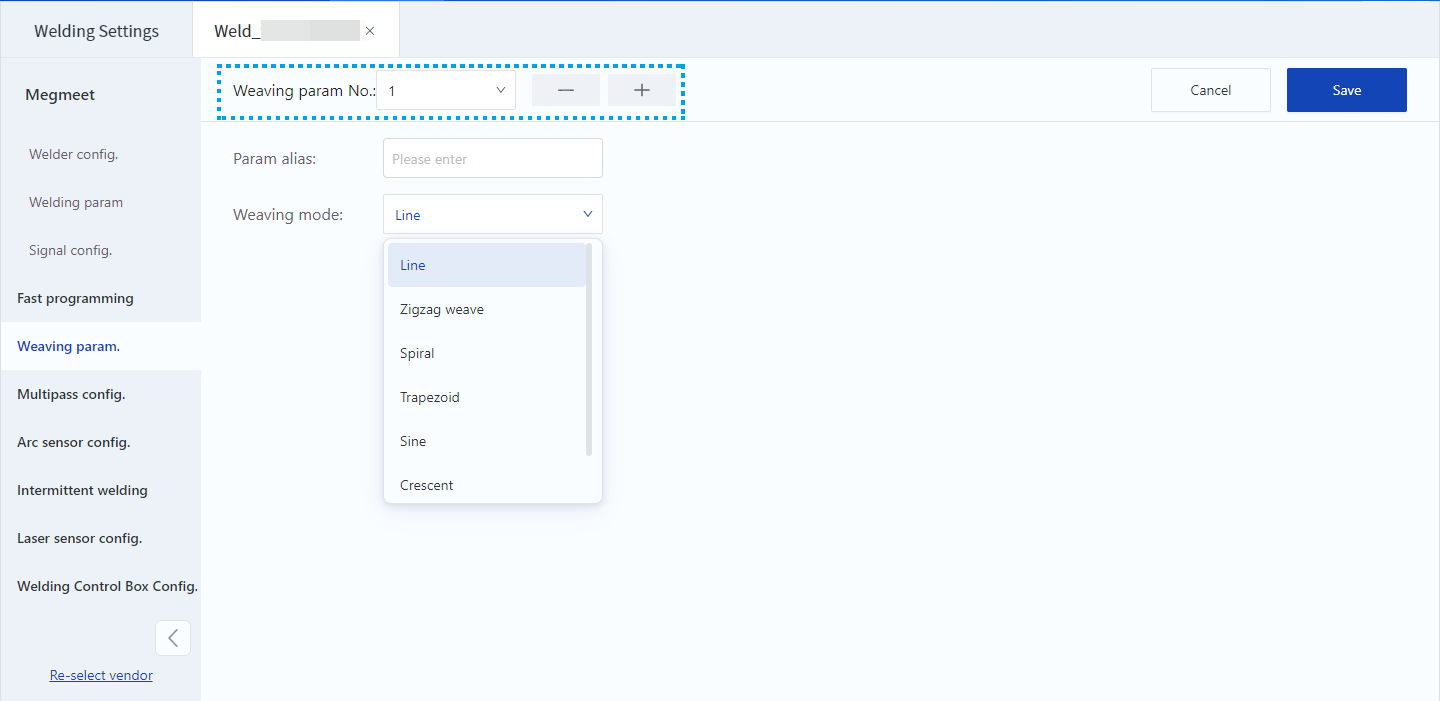 Welding Settings
Weld_
Megmeet
Welder config.
Welding param
Signal config.
Fast programming
Weaving param.
Multipass config.
Arc sensor config.
Intermittent welding
Laser sensor config.
Welding Control Box Config.
Re-select vendor
Weaving param No.: 1
Cancel
Save
Param alias: Please enter
Weaving mode: Line
Line
Zigzag weave
Spiral
Trapezoid
Sine
Crescent